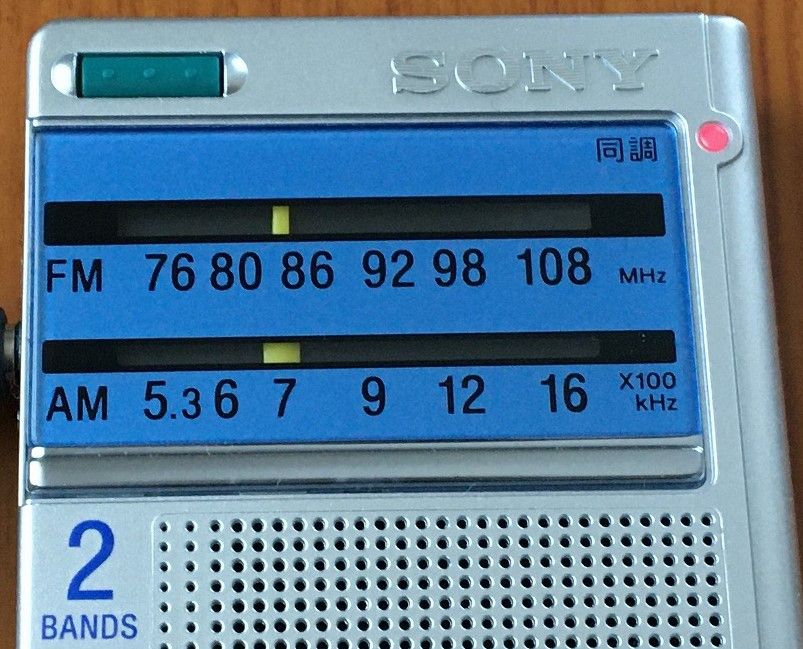 SONY
同調
FM 76 80 86 92 98 108 MHz
AM 5.3 6 7 9 12 16 X100 kHz
2
BANDS